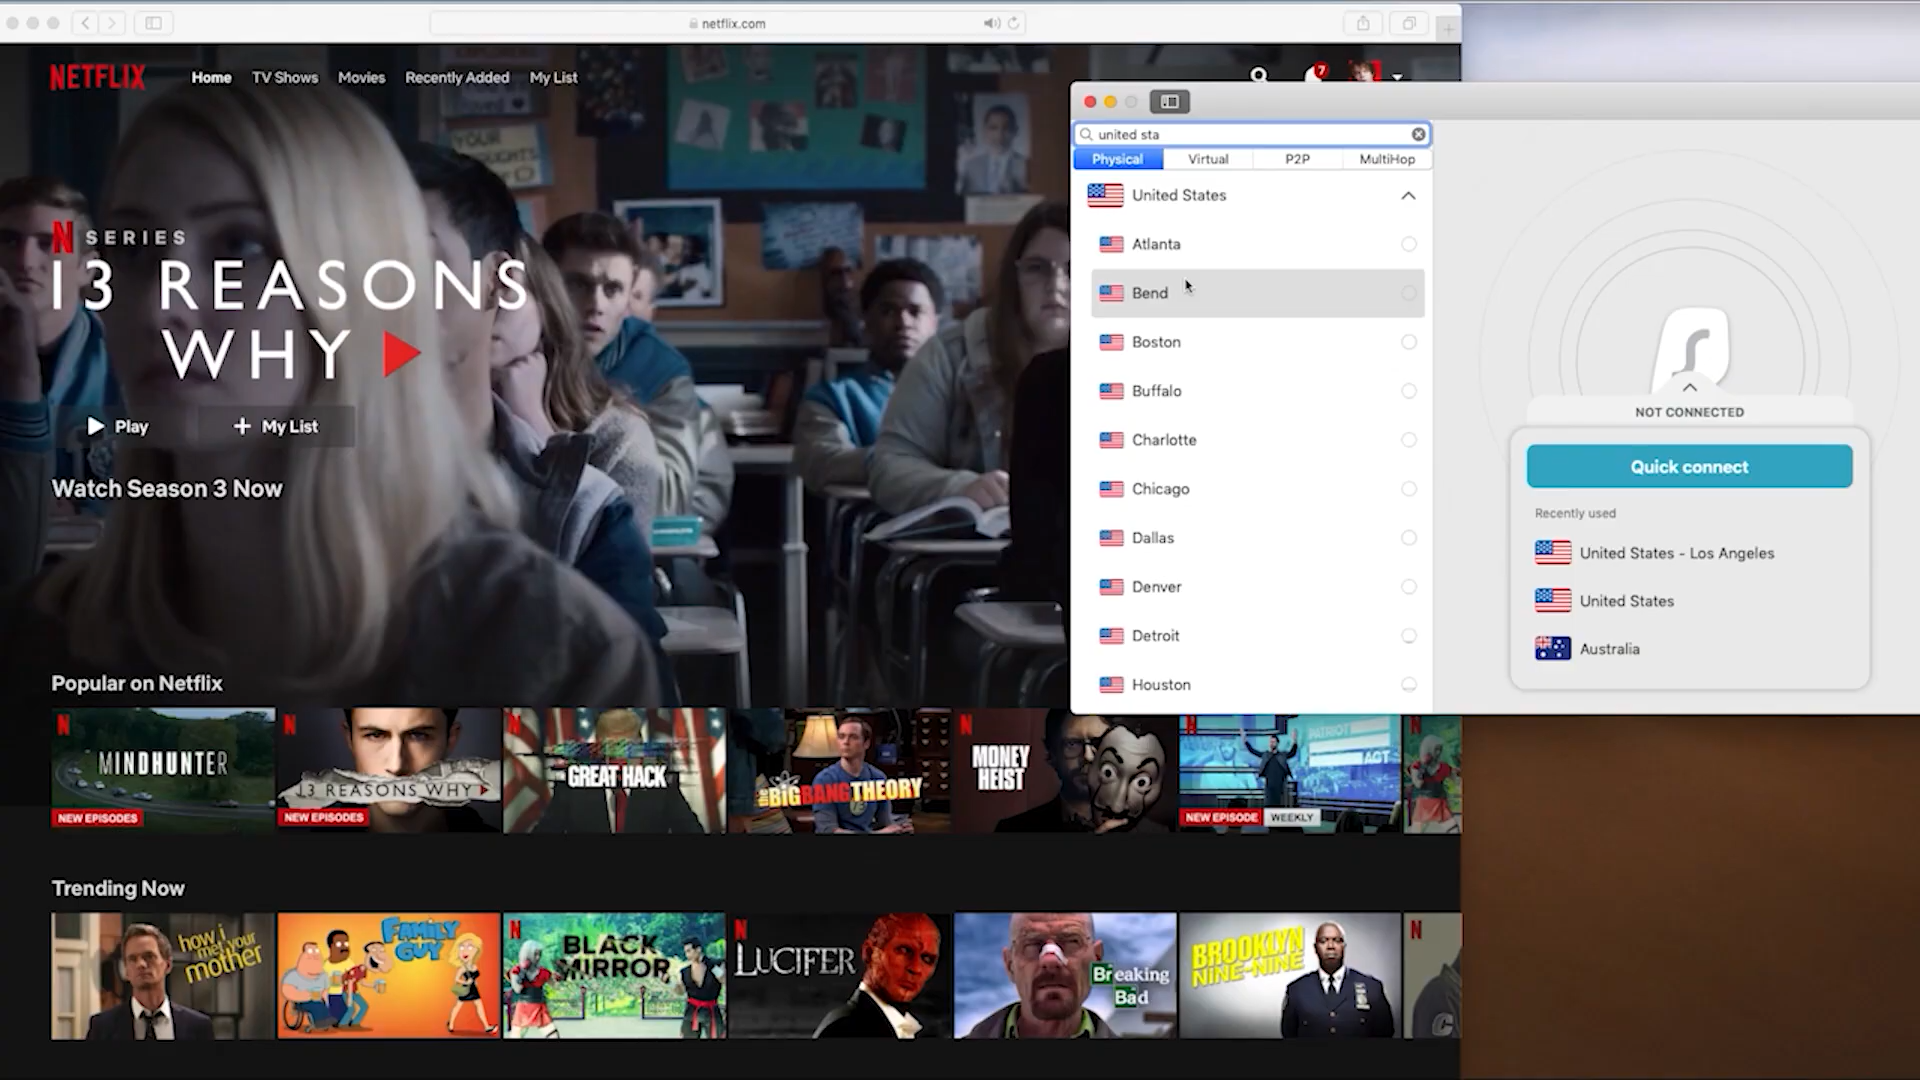 netflix.com
NETFLIX
Home TV Shows Movies Recently Added My List
7
N SERIES
13 REASONS
WHY
Play + My List
Watch Season 3 Now
Popular on Netflix
MINDHUNTER
NEW EPISODES
13 REASONS WHY
NEW EPISODES
GREAT HACK
THE BIG BANG THEORY
MONEY
HEIST
PATRIOT
ACT
NEW EPISODE WEEKLY
Trending Now
how i
met your
mother
FAMILY
GUY
BLACK
MIRROR
LUCIFER
Breaking
Bad
BROOKLYN
NINE-NINE
united sta
Physical Virtual P2P MultiHop
United States
Atlanta
Bend
Boston
Buffalo
Charlotte
Chicago
Dallas
Denver
Detroit
Houston
NOT CONNECTED
Quick connect
Recently used
United States - Los Angeles
United States
Australia